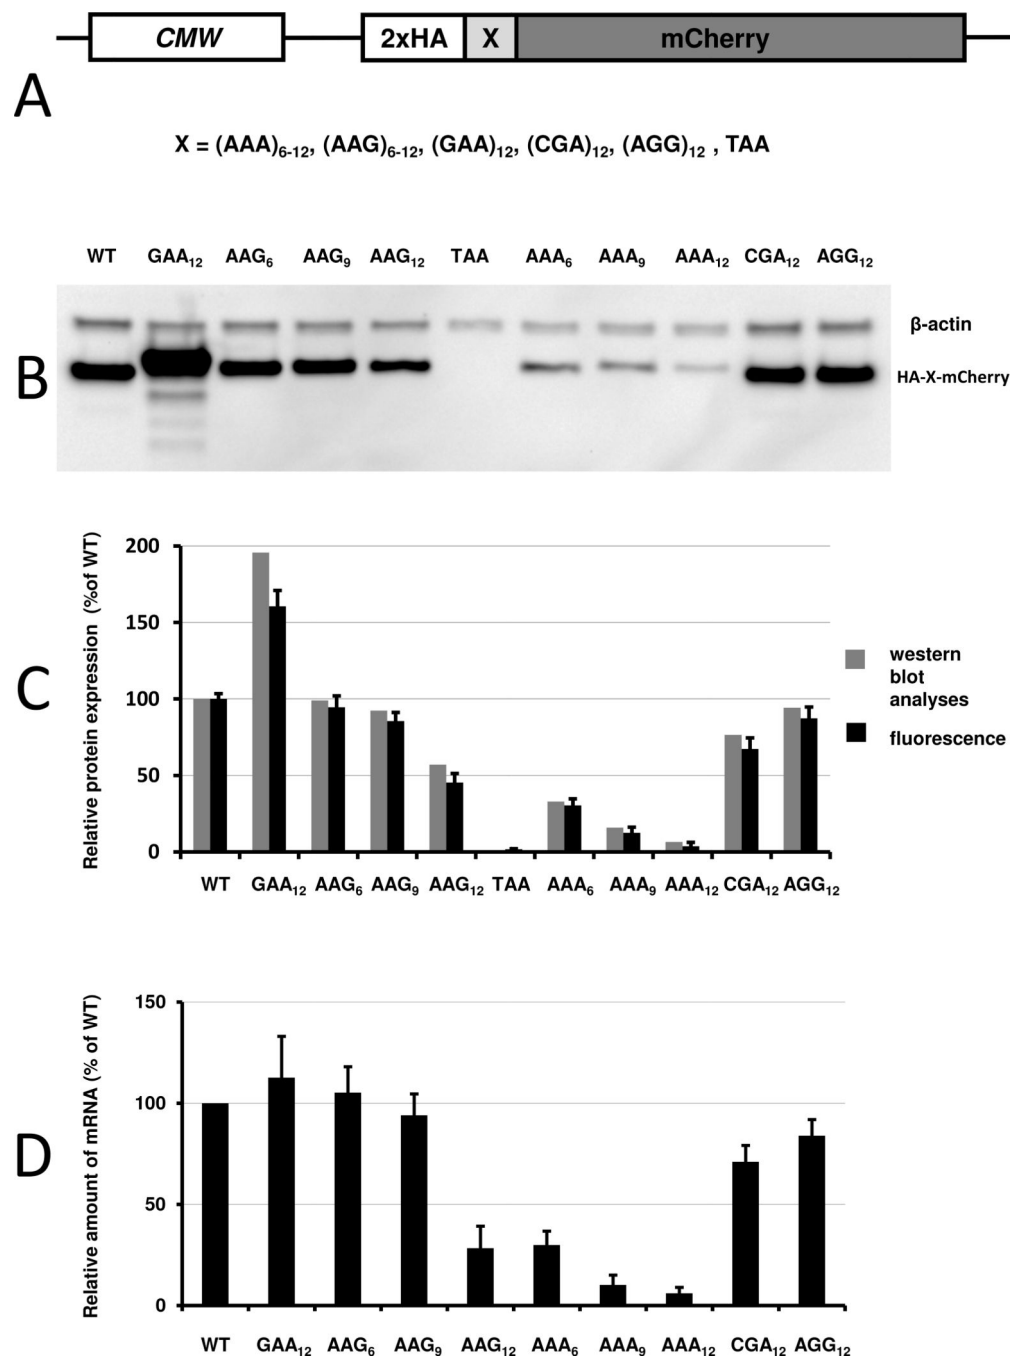 CMW 2xHA X mCherry
A
X = (AAA)6-12, (AAG)6-12, (GAA)12, (CGA)12, (AGG)12 , TAA
WT GAA12 AAG6 AAG9 AAG12 TAA AAA6 AAA9 AAA12 CGA12 AGG12
β-actin
B
HA-X-mCherry
C
Relative protein expression (%of WT)
200
150
100
50
0
WT GAA12 AAG6 AAG9 AAG12 TAA AAA6 AAA9 AAA12 CGA12 AGG12
western
blot
analyses
fluorescence
D
Relative amount of mRNA (% of WT)
150
100
50
0
WT GAA12 AAG6 AAG9 AAG12 AAA6 AAA9 AAA12 CGA12 AGG12